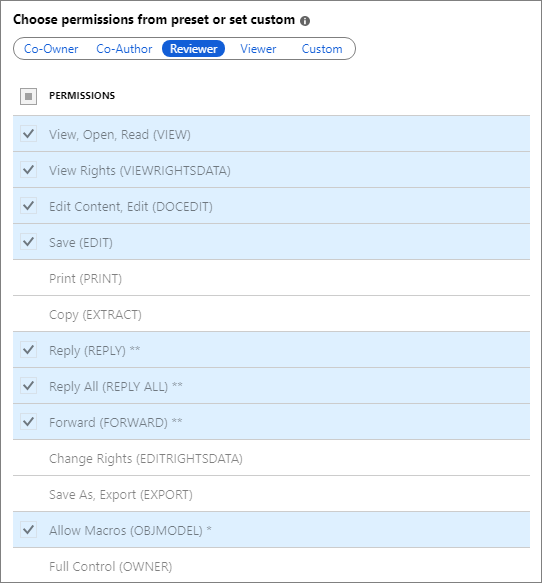 Choose permissions from preset or set custom
Co-Owner Co-Author Reviewer Viewer Custom
PERMISSIONS
View, Open, Read (VIEW)
View Rights (VIEWRIGHTSDATA)
Edit Content, Edit (DOCEDIT)
Save (EDIT)
Print (PRINT)
Copy (EXTRACT)
Reply (REPLY) **
Reply All (REPLY ALL) **
Forward (FORWARD) **
Change Rights (EDITRIGHTSDATA)
Save As, Export (EXPORT)
Allow Macros (OBJMODEL) *
Full Control (OWNER)